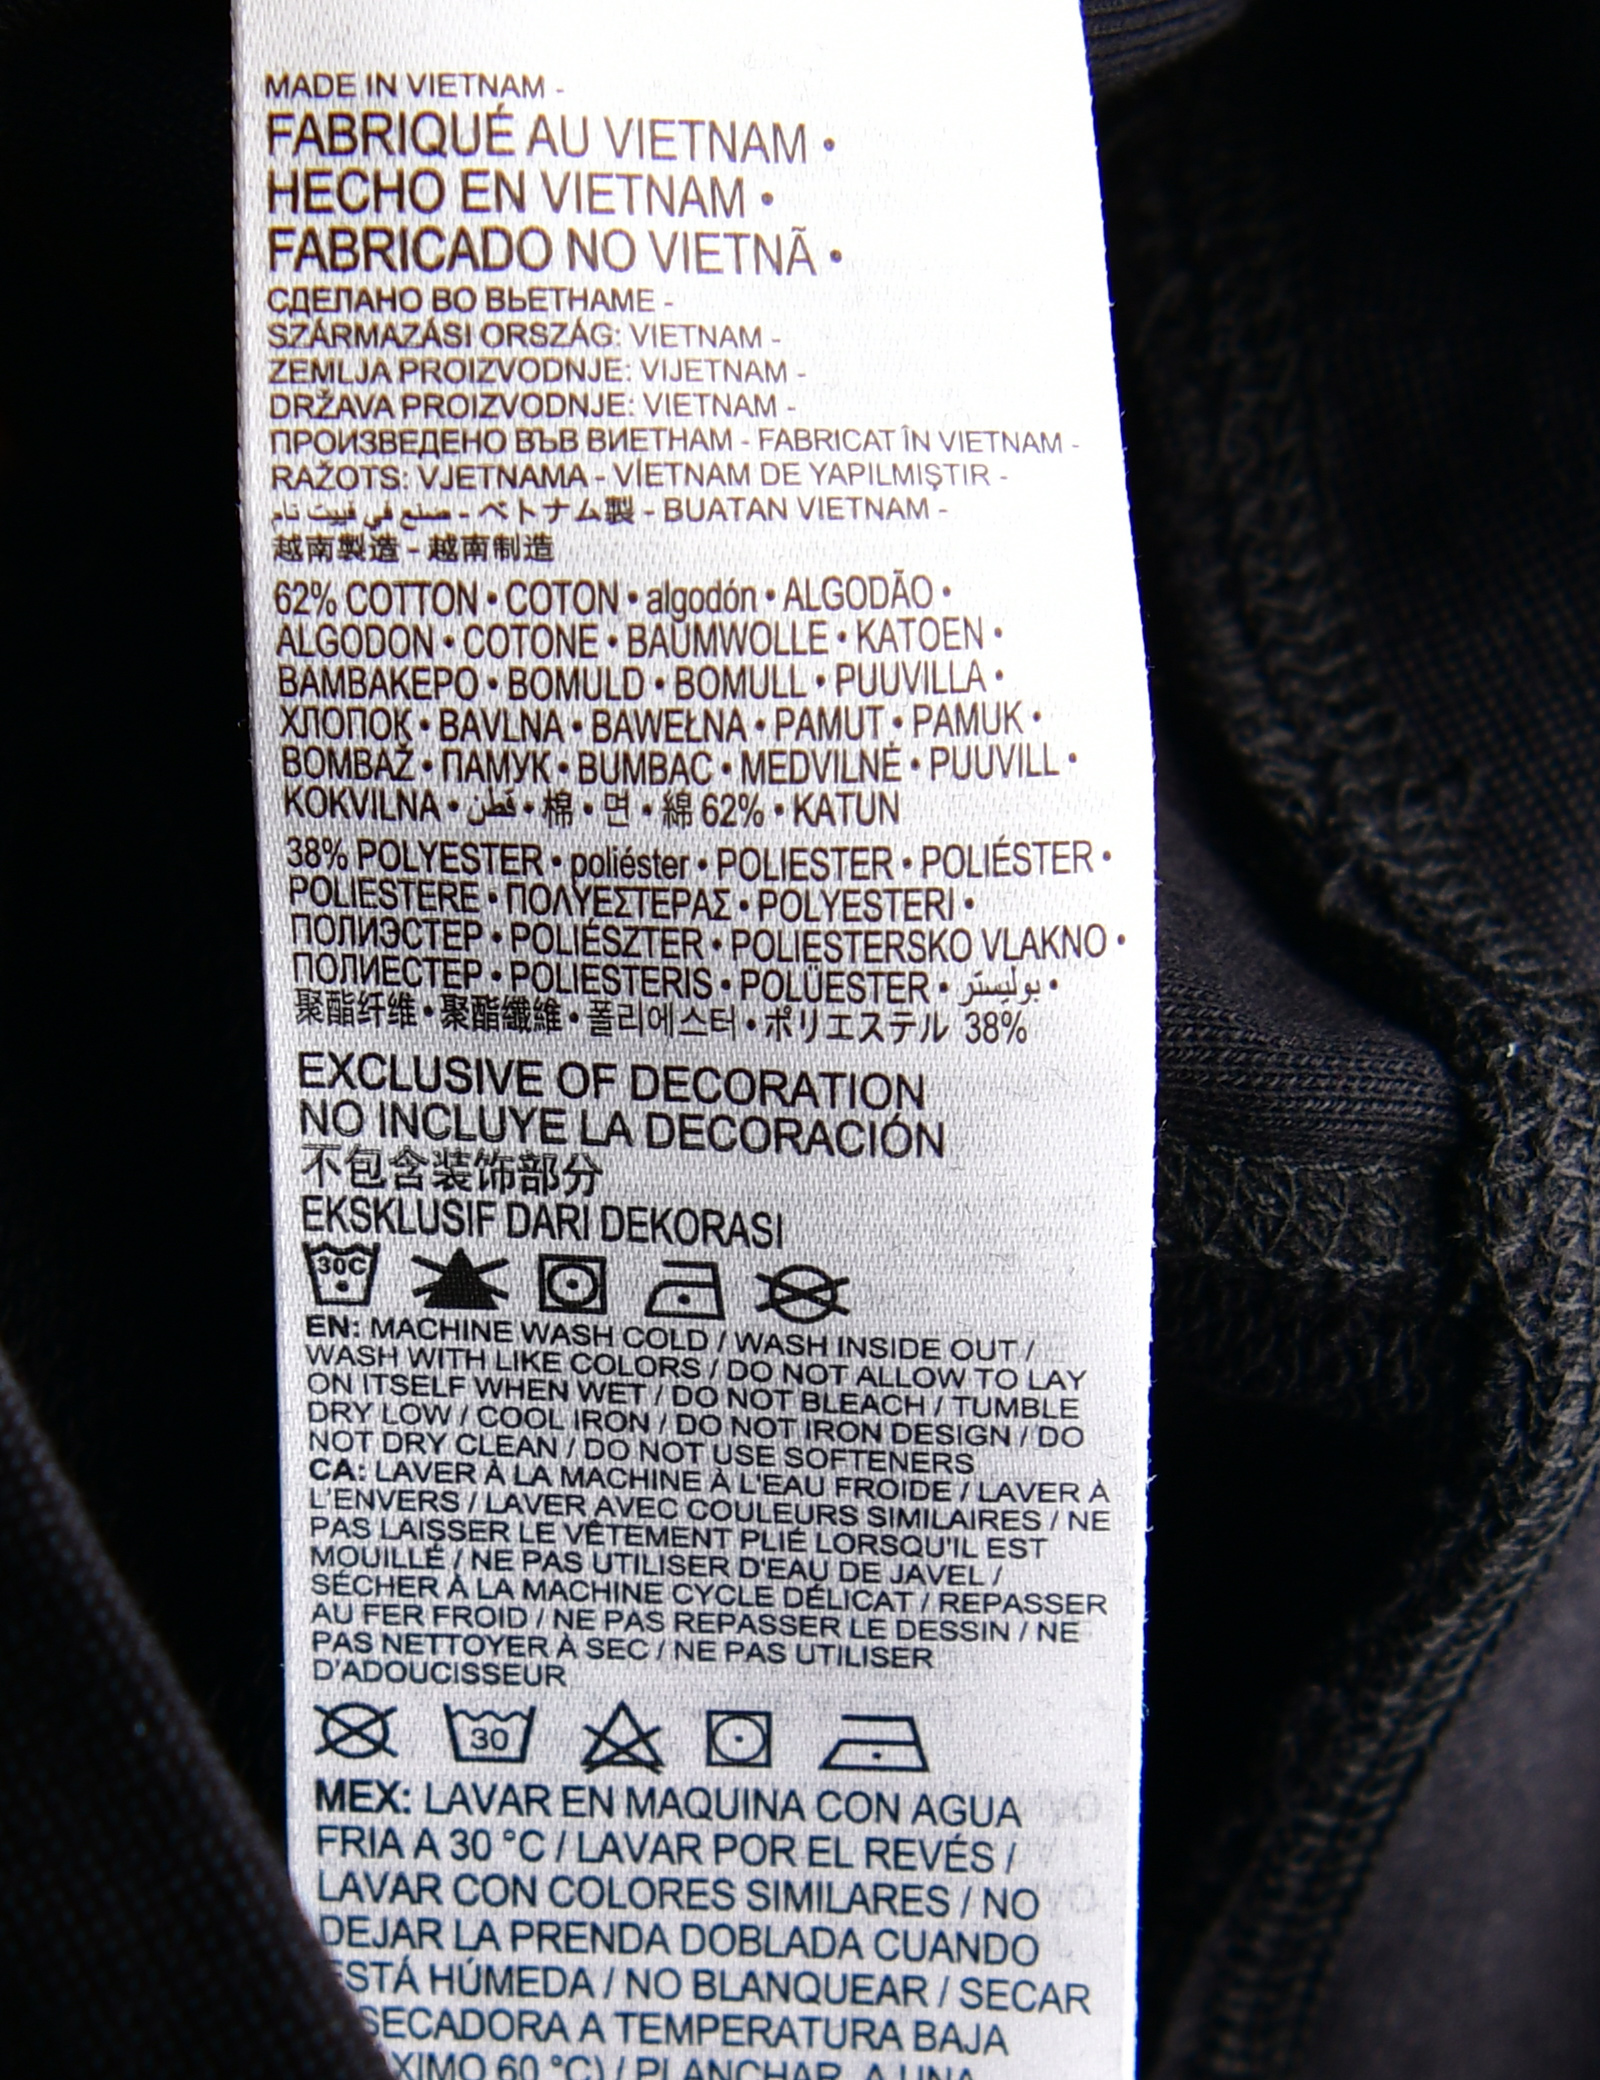 MADE IN VIETNAM -
FABRIQUÉ AU VIETNAM •
HECHO EN VIETNAM •
FABRICADO NO VIETNÃ •
СДЕЛАНО ВО ВЬЕТНАМЕ -
SZÁRMAZÁSI ORSZÁG: VIETNAM -
ZEMLJA PROIZVODNJE: VIJETNAM -
DRŽAVA PROIZVODNJE: VIETNAM -
ПРОИЗВЕДЕНО ВЪВ ВИЕТНАМ - FABRICAT ÎN VIETNAM -
RAŽOTS: VJETNAMA - VİETNAM DE YAPILMIŞTIR -
صنع في فييت نام - ベトナム製 - BUATAN VIETNAM -
越南製造 - 越南制造
62% COTTON • COTON • algodón • ALGODÃO •
ALGODON • COTONE • BAUMWOLLE • KATOEN •
ΒΑΜΒΑΚΕΡΟ • BOMULD • BOMULL • PUUVILLA •
ХЛОПОК • BAVLNA • BAWEŁNA • PAMUT • PAMUK •
BOMBAŽ • ПАМУК • BUMBAC • MEDVILNÉ • PUUVILL •
KOKVILNA • قطن • 棉 • 면 • 綿 62% • KATUN
38% POLYESTER • poliéster • POLIESTER • POLIÉSTER •
POLIESTERE • ΠΟΛΥΕΣΤΕΡΑΣ • POLYESTERI •
ПОЛИЭСТЕР • POLIÉSZTER • POLIESTERSKO VLAKNO •
ПОЛИЕСТЕР • POLIESTERIS • POLÜESTER • بوليستر •
聚酯纤维 • 聚酯纖維 • 폴리에스터 • ポリエステル 38%
EXCLUSIVE OF DECORATION
NO INCLUYE LA DECORACIÓN
不包含装饰部分
EKSKLUSIF DARI DEKORASI
30C
EN: MACHINE WASH COLD / WASH INSIDE OUT /
WASH WITH LIKE COLORS / DO NOT ALLOW TO LAY
ON ITSELF WHEN WET / DO NOT BLEACH / TUMBLE
DRY LOW / COOL IRON / DO NOT IRON DESIGN / DO
NOT DRY CLEAN / DO NOT USE SOFTENERS
CA: LAVER À LA MACHINE À L'EAU FROIDE / LAVER À
L'ENVERS / LAVER AVEC COULEURS SIMILAIRES / NE
PAS LAISSER LE VÊTEMENT PLIÉ LORSQU'IL EST
MOUILLÉ / NE PAS UTILISER D'EAU DE JAVEL /
SÉCHER À LA MACHINE CYCLE DÉLICAT / REPASSER
AU FER FROID / NE PAS REPASSER LE DESSIN / NE
PAS NETTOYER À SEC / NE PAS UTILISER
D'ADOUCISSEUR
30
MEX: LAVAR EN MAQUINA CON AGUA
FRIA A 30 °C / LAVAR POR EL REVÉS /
LAVAR CON COLORES SIMILARES / NO
DEJAR LA PRENDA DOBLADA CUANDO
ESTÁ HÚMEDA / NO BLANQUEAR / SECAR
SECADORA A TEMPERATURA BAJA
XIMO 60 °C) / PLANCHAR A UNA